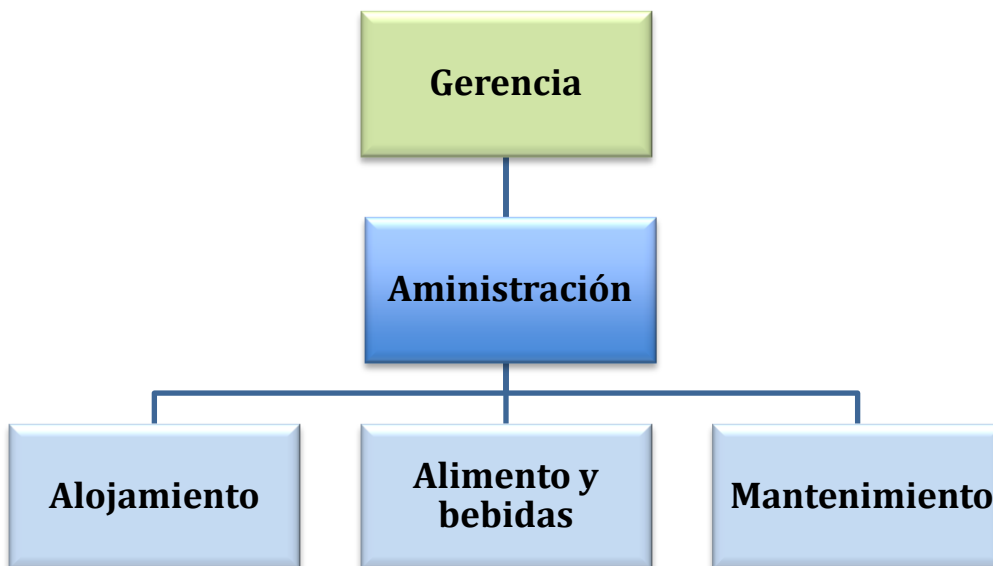 Gerencia
Aministración
Alojamiento
Alimento y
bebidas
Mantenimiento